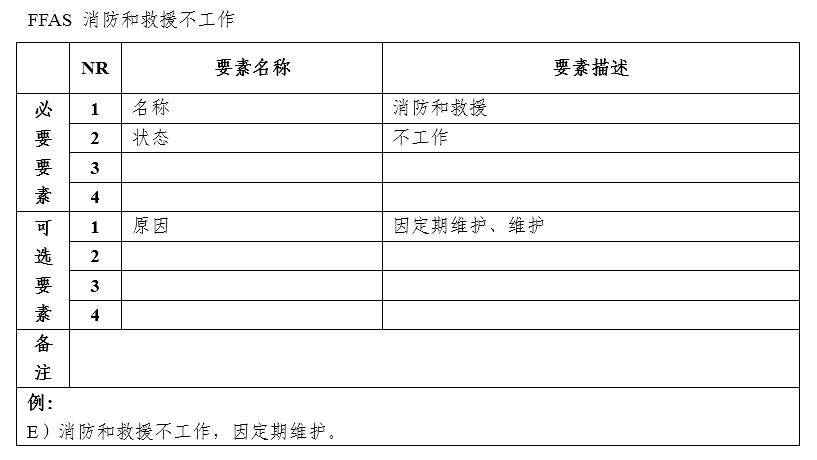 FFAS 消防和救援不工作
NR 要素名称 要素描述
必要要素
1 名称 消防和救援
2 状态 不工作
3
4
可选要素
1 原因 因定期维护、维护
2
3
4
备注
例：
E）消防和救援不工作，因定期维护。